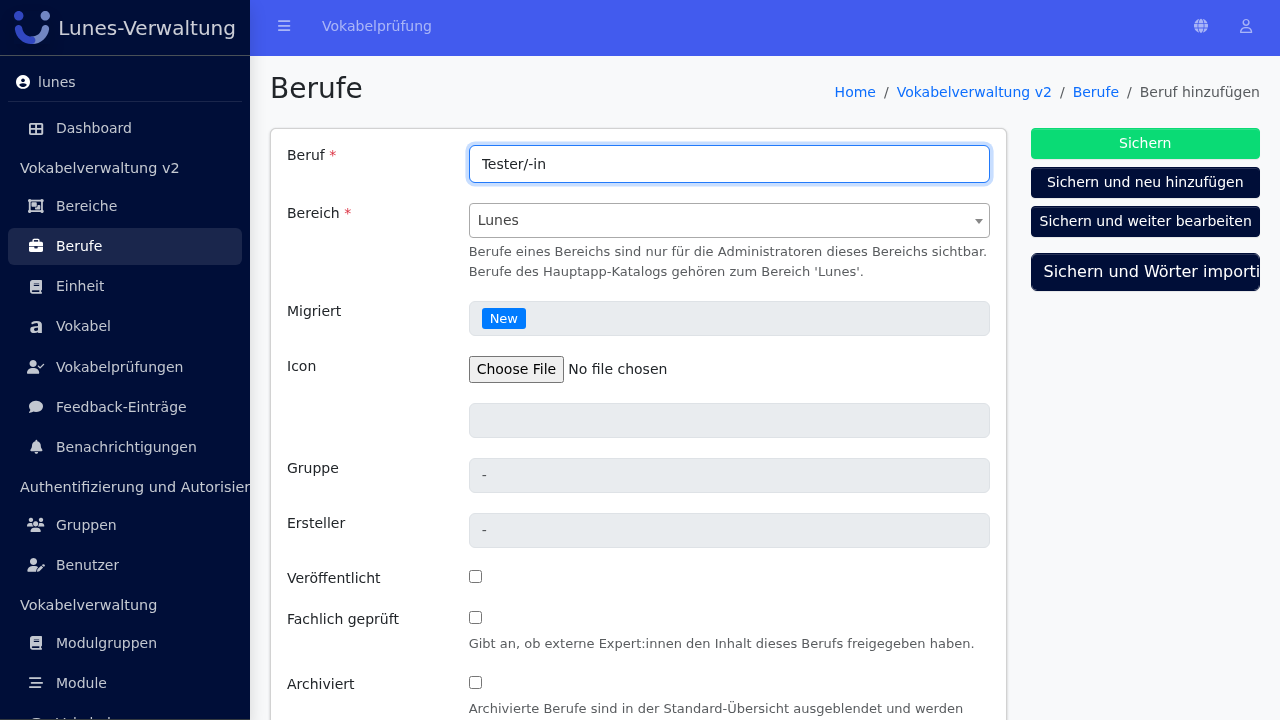 Lunes-Verwaltung
Vokabelprüfung
lunes
Dashboard
Vokabelverwaltung v2
Bereiche
Berufe
Einheit
Vokabel
Vokabelprüfungen
Feedback-Einträge
Benachrichtigungen
Authentifizierung und Autorisier
Gruppen
Benutzer
Vokabelverwaltung
Modulgruppen
Module
Berufe
Home / Vokabelverwaltung v2 / Berufe / Beruf hinzufügen
Beruf * Tester/-in
Bereich * Lunes
Berufe eines Bereichs sind nur für die Administratoren dieses Bereichs sichtbar.
Berufe des Hauptapp-Katalogs gehören zum Bereich 'Lunes'.
Migriert New
Icon Choose File No file chosen
Gruppe -
Ersteller -
Veröffentlicht
Fachlich geprüft
Gibt an, ob externe Expert:innen den Inhalt dieses Berufs freigegeben haben.
Archiviert
Archivierte Berufe sind in der Standard-Übersicht ausgeblendet und werden
Sichern
Sichern und neu hinzufügen
Sichern und weiter bearbeiten
Sichern und Wörter importi